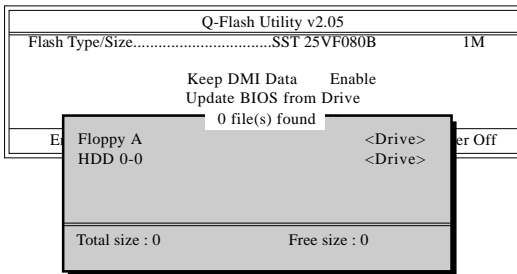 Q-Flash Utility v2.05
Flash Type/Size.................................SST 25VF080B 1M
Keep DMI Data Enable
Update BIOS from Drive
0 file(s) found
Floppy A <Drive>
HDD 0-0 <Drive>
Total size : 0 Free size : 0
Off